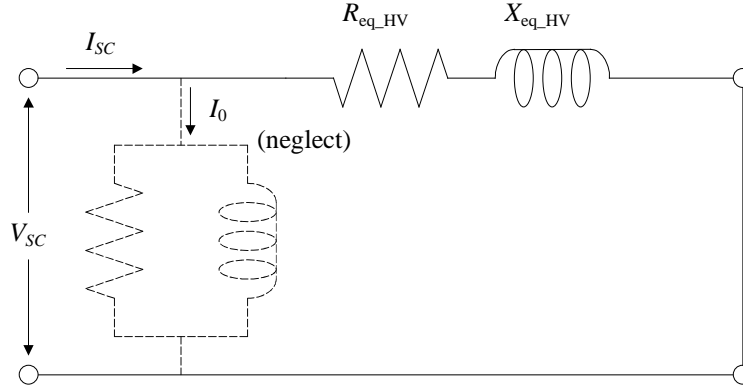 R_eq_HV
X_eq_HV
I_SC
I_0
(neglect)
V_SC